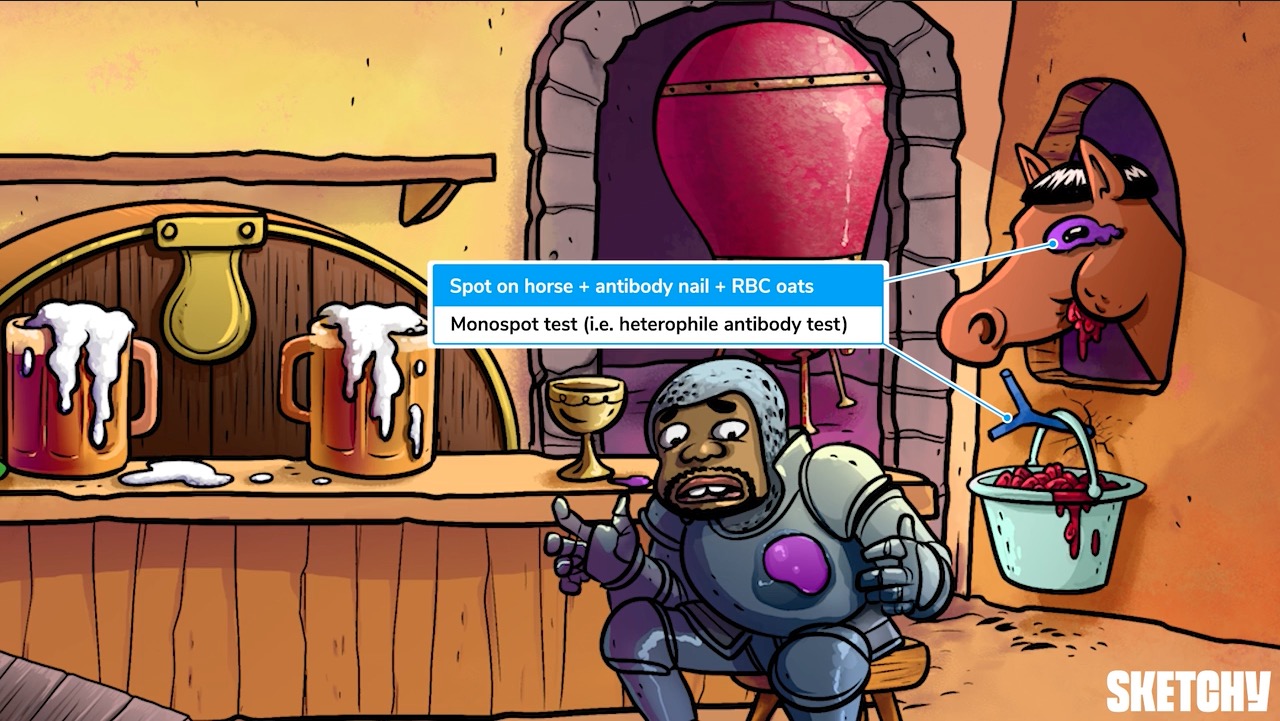 Spot on horse + antibody nail + RBC oats
Monospot test (i.e. heterophile antibody test)
SKETCHY